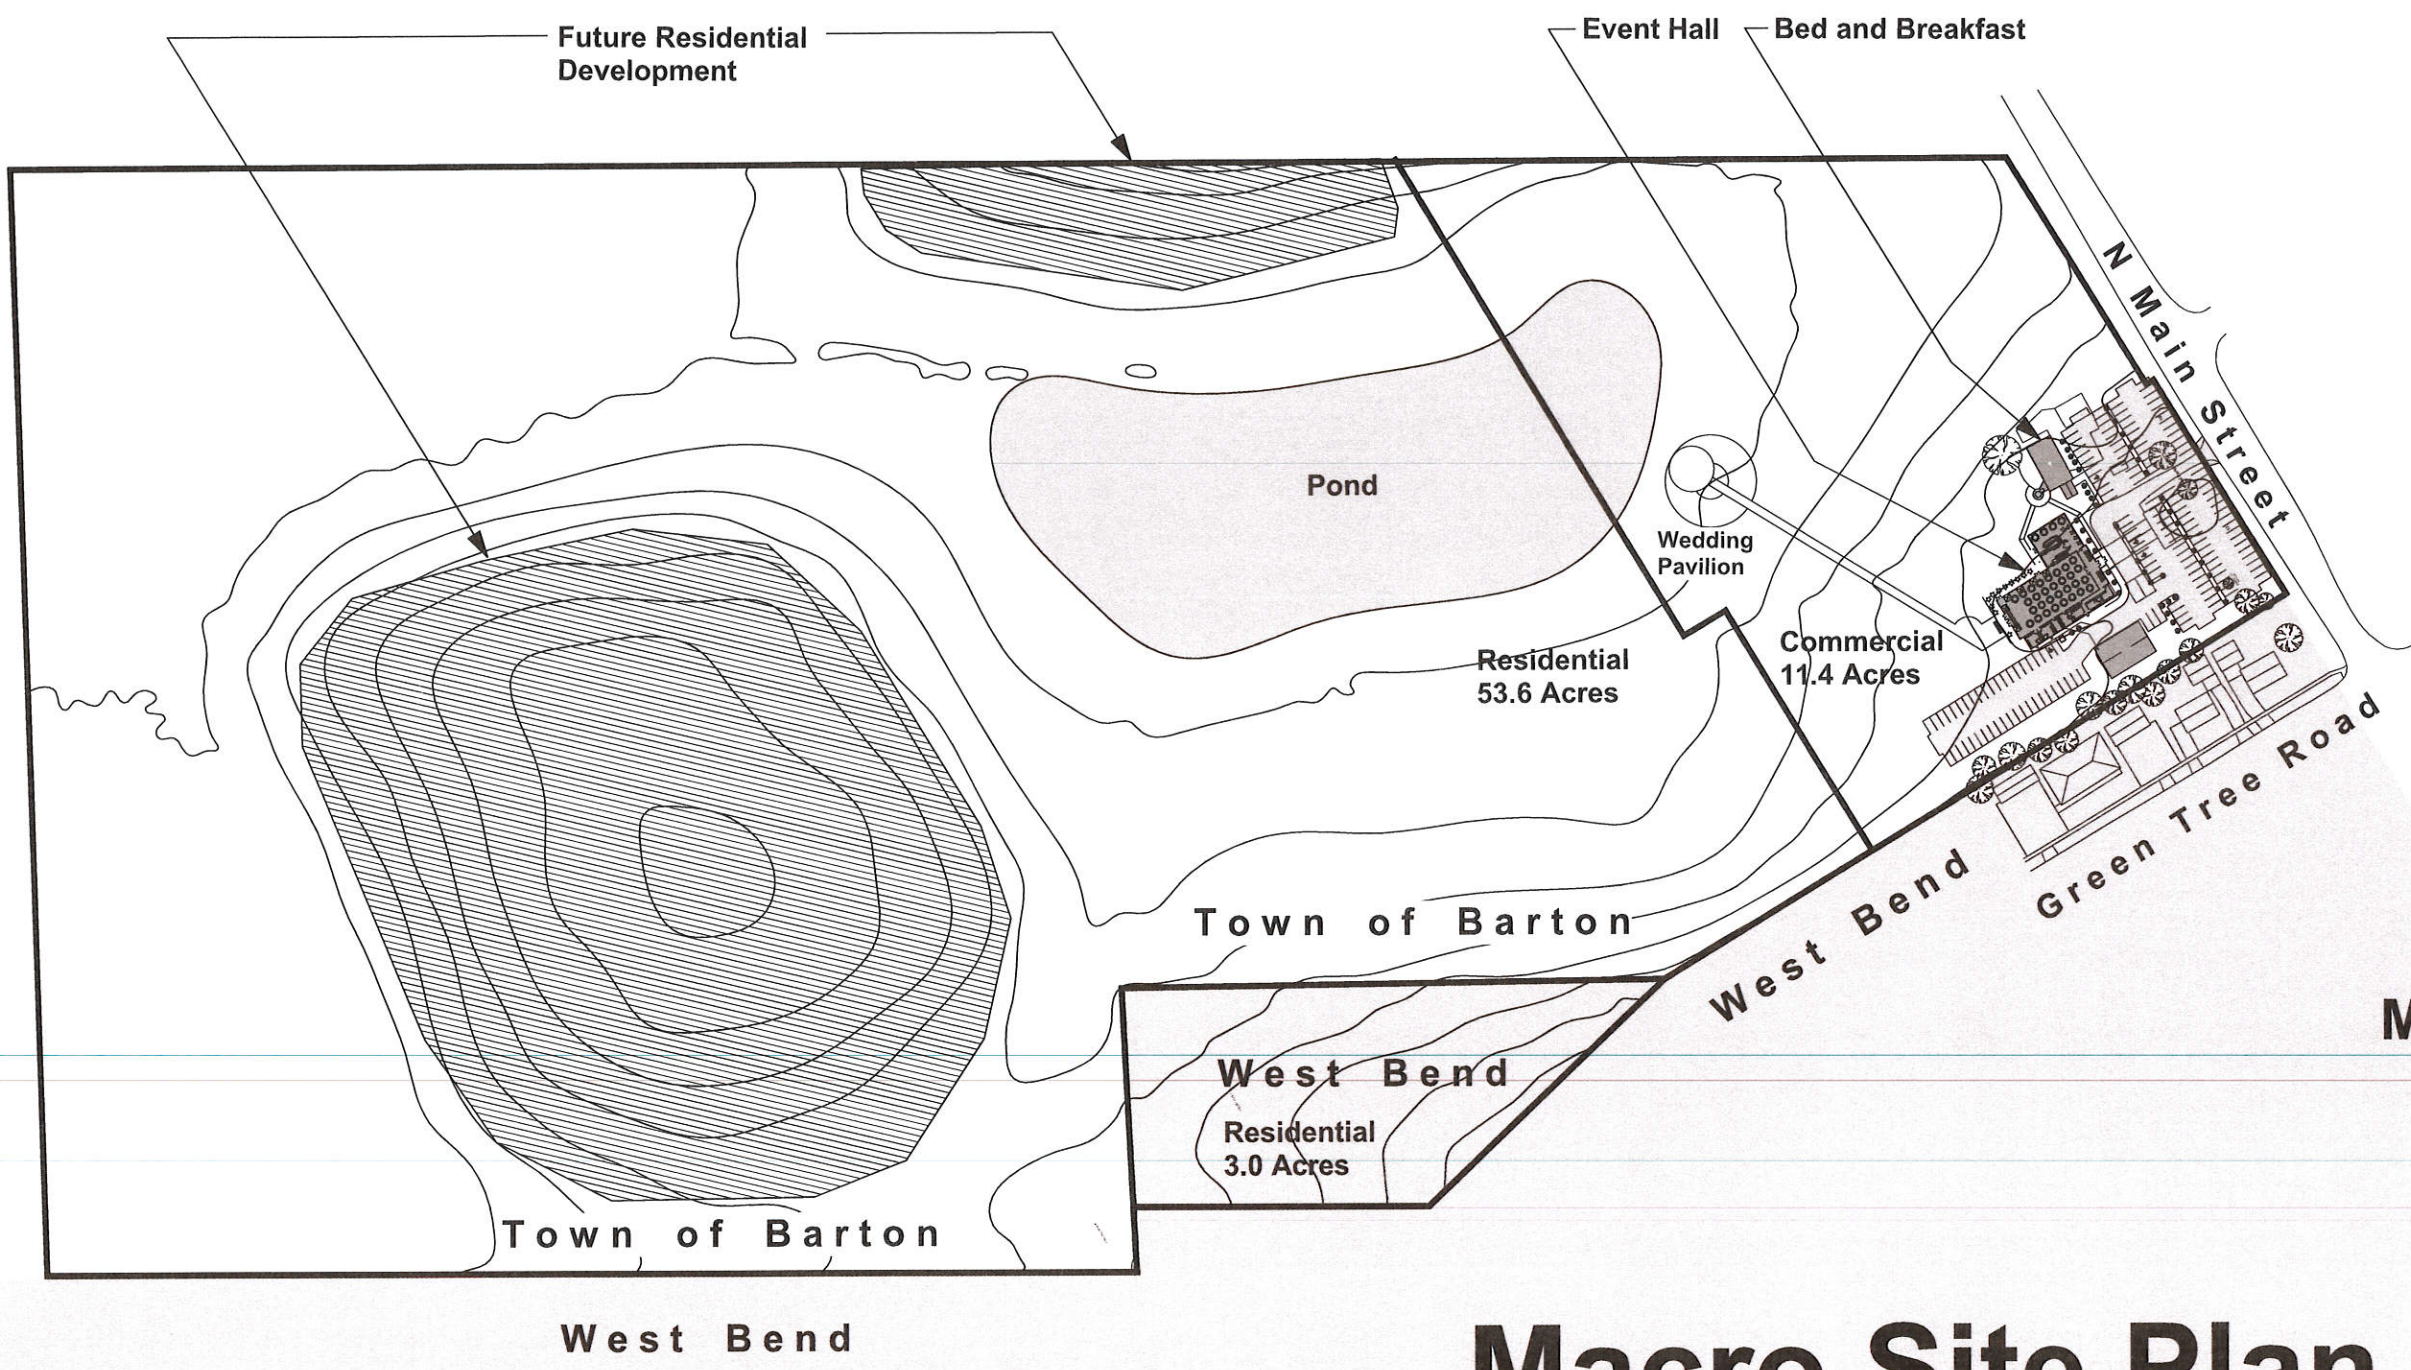 Future Residential
Development
Event Hall
Bed and Breakfast
N Main Street
Pond
Wedding
Pavilion
Residential
53.6 Acres
Commercial
11.4 Acres
Green Tree Road
West Bend
Town of Barton
West Bend
Residential
3.0 Acres
Town of Barton
West Bend
M
Macro Site Plan